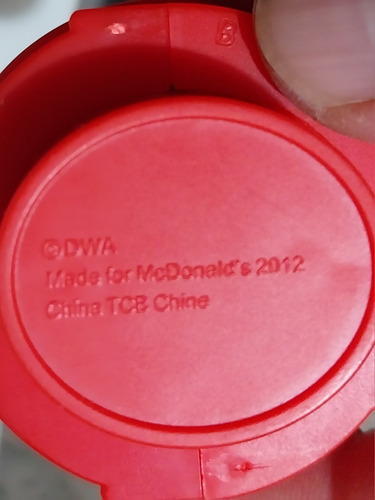 B
©DWA
Made for McDonald's 2012
China TCB Chine